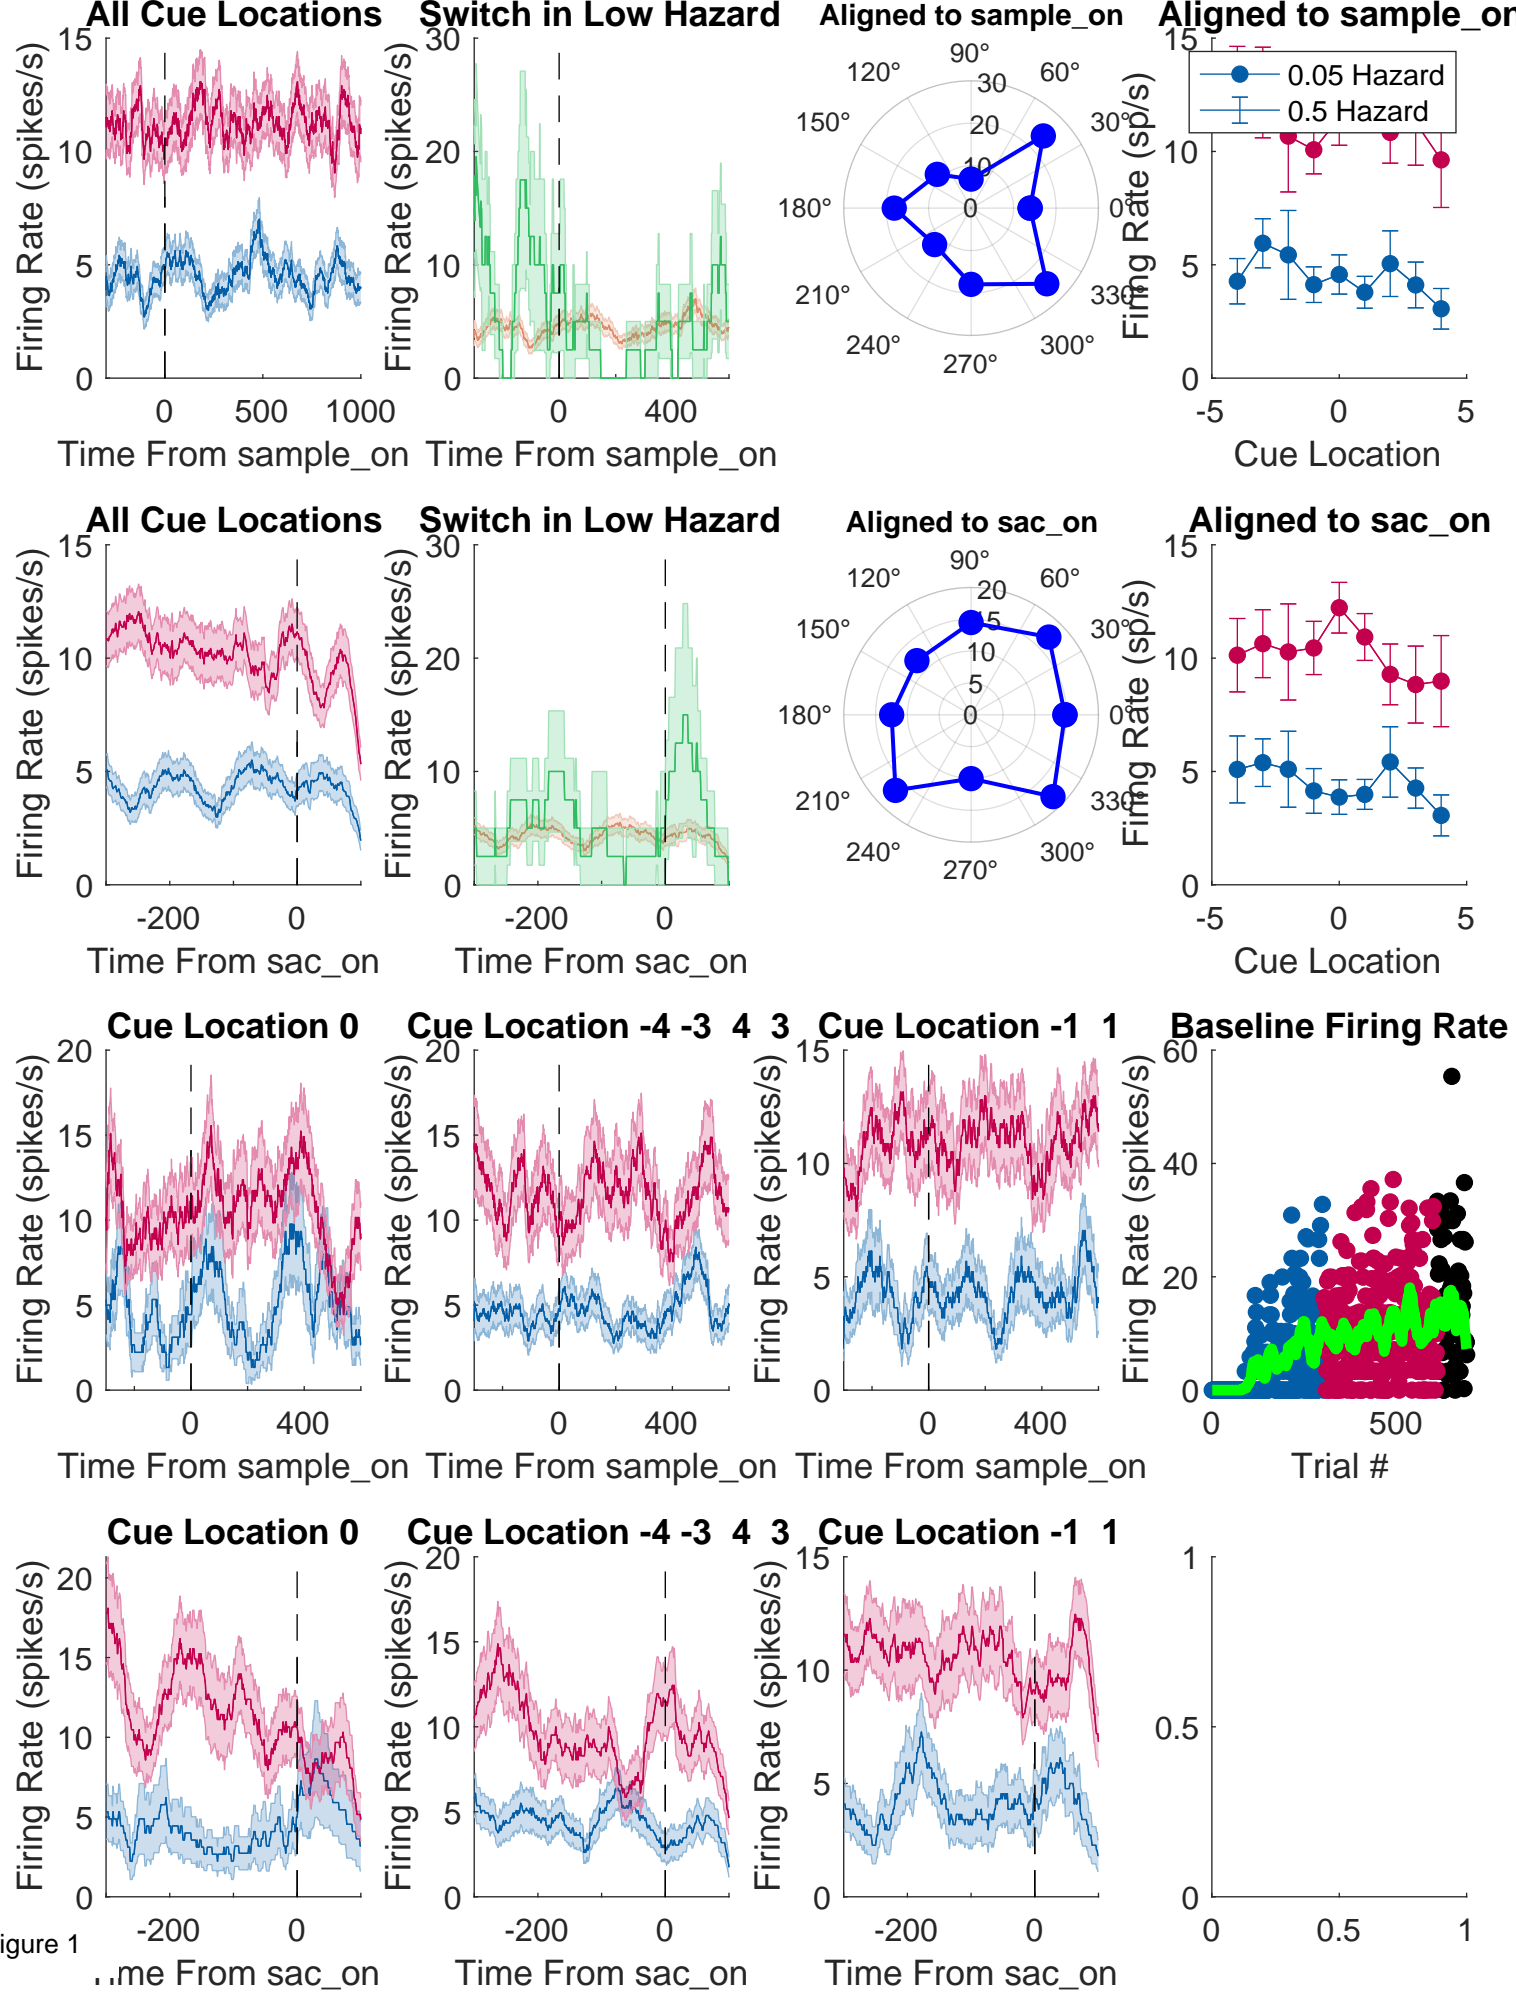 All Cue Locations
Firing Rate (spikes/s)
15
10
5
0
0
500
1000
Time From sample_on
Switch in Low Hazard
Firing Rate (spikes/s)
30
20
10
0
0
400
Time From sample_on
Aligned to sample_on
90°
120°
60°
150°
30°
180°
0°
210°
330°
240°
300°
270°
30
20
10
0
Aligned to sample_on
Firing Rate (sp/s)
15
10
5
0
0.05 Hazard
0.5 Hazard
-5
0
5
Cue Location
All Cue Locations
Firing Rate (spikes/s)
15
10
5
0
-200
0
Time From sac_on
Switch in Low Hazard
Firing Rate (spikes/s)
30
20
10
0
-200
0
Time From sac_on
Aligned to sac_on
90°
120°
60°
150°
30°
180°
0°
210°
330°
240°
300°
270°
20
15
10
5
0
Aligned to sac_on
Firing Rate (sp/s)
15
10
5
0
-5
0
5
Cue Location
Cue Location 0
Firing Rate (spikes/s)
20
15
10
5
0
0
400
Time From sample_on
Cue Location -4 -3 4 3
Firing Rate (spikes/s)
20
15
10
5
0
0
400
Time From sample_on
Cue Location -1 1
Firing Rate (spikes/s)
15
10
5
0
0
400
Time From sample_on
Baseline Firing Rate
Firing Rate (spikes/s)
60
40
20
0
0
500
Trial #
Cue Location 0
Firing Rate (spikes/s)
20
15
10
5
0
-200
0
Time From sac_on
Cue Location -4 -3 4 3
Firing Rate (spikes/s)
20
15
10
5
0
-200
0
Time From sac_on
Cue Location -1 1
Firing Rate (spikes/s)
15
10
5
0
-200
0
Time From sac_on
1
0.5
0
0
0.5
1
igure 1